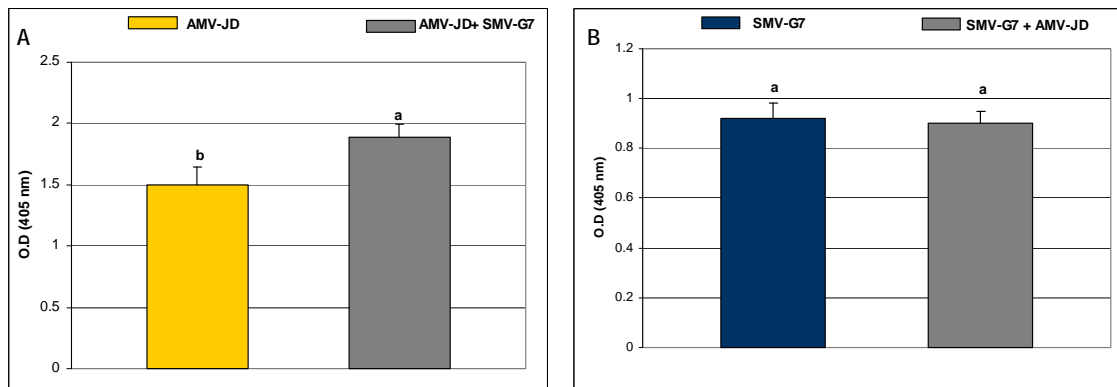 A
AMV-JD
AMV-JD+ SMV-G7
2.5
2
1.5
1
0.5
0
O.D (405 nm)
b
a
B
SMV-G7
SMV-G7 + AMV-JD
1.2
1
0.8
0.6
0.4
0.2
0
O.D (405 nm)
a
a